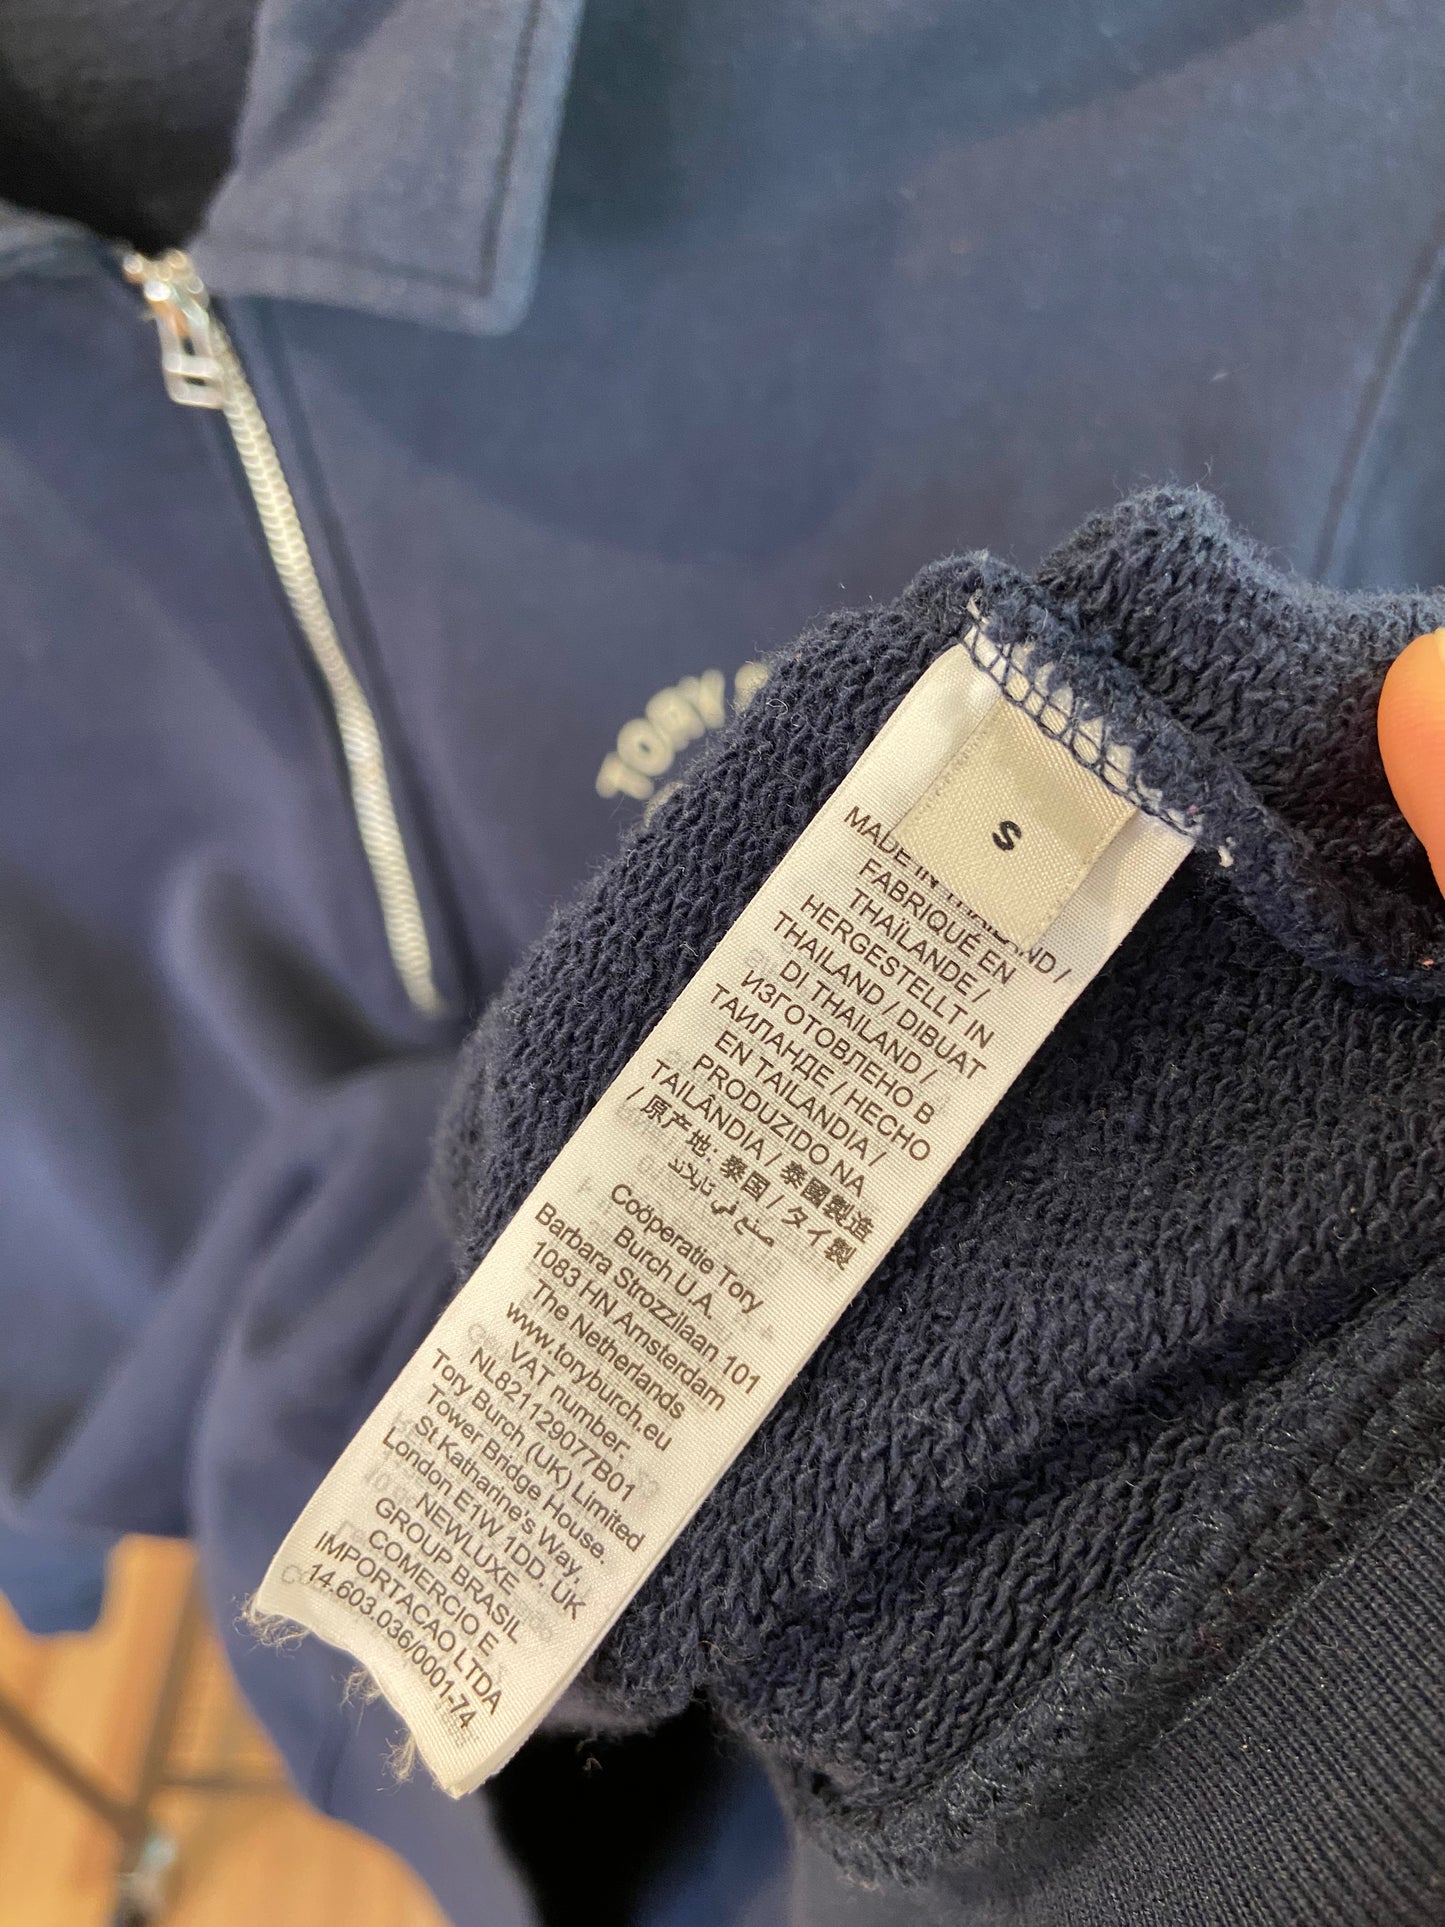 TORY
S
MADE IN THAILAND /
FABRIQUÉ EN
THAÏLANDE /
HERGESTELLT IN
THAILAND / DIBUAT
DI THAILAND /
ИЗГОТОВЛЕНО В
ТАИЛАНДЕ / HECHO
EN TAILANDIA /
PRODUZIDO NA
TAILÂNDIA / 泰國製造
/ 原产地: 泰国 / タイ製
صنع في تايلاند
Coöperatie Tory
Burch U.A.
Barbara Strozzilaan 101
1083 HN Amsterdam
The Netherlands
www.toryburch.eu
VAT number:
NL821129077B01
Tory Burch (UK) Limited
Tower Bridge House.
St.Katharine's Way,
London E1W 1DD. UK
NEWLUXE
GROUP BRASIL
COMERCIO E
IMPORTACAO LTDA
14.603.036/0001-74